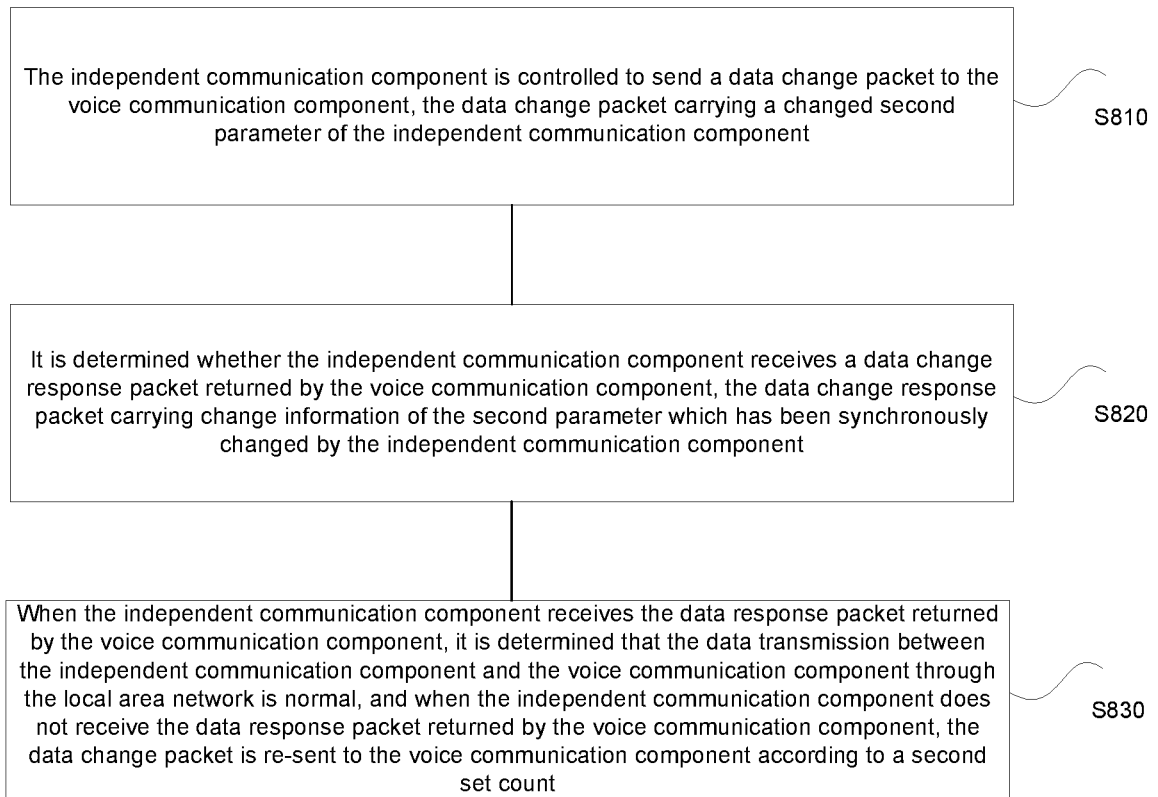 The independent communication component is controlled to send a data change packet to the
voice communication component, the data change packet carrying a changed second
parameter of the independent communication component
S810
It is determined whether the independent communication component receives a data change
response packet returned by the voice communication component, the data change response
packet carrying change information of the second parameter which has been synchronously
changed by the independent communication component
S820
When the independent communication component receives the data response packet returned
by the voice communication component, it is determined that the data transmission between
the independent communication component and the voice communication component through
the local area network is normal, and when the independent communication component does
not receive the data response packet returned by the voice communication component, the
data change packet is re-sent to the voice communication component according to a second
set count
S830